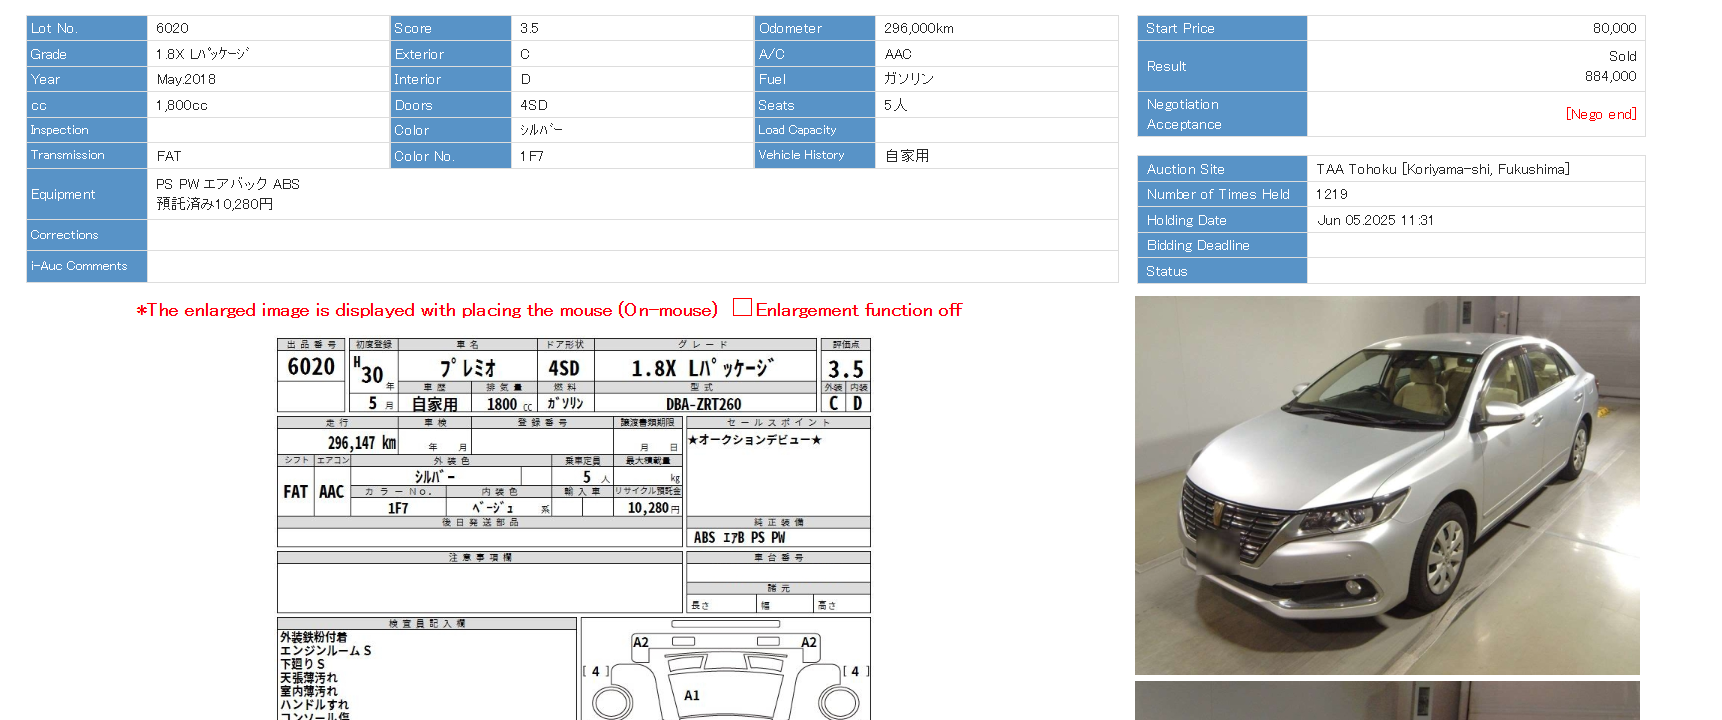 Lot No. 6020 Score 3.5 Odometer 296,000km
Grade 1.8X Lﾊﾟｯｹｰｼﾞ Exterior C A/C AAC
Year May.2018 Interior D Fuel ガソリン
cc 1,800cc Doors 4SD Seats 5人
Inspection Color ｼﾙﾊﾞｰ Load Capacity
Transmission FAT Color No. 1F7 Vehicle History 自家用
Equipment PS PW エアバック ABS
預託済み10,280円
Corrections
i-Auc Comments
Start Price 80,000
Result Sold
884,000
Negotiation
Acceptance [Nego end]
Auction Site TAA Tohoku [Koriyama-shi, Fukushima]
Number of Times Held 1219
Holding Date Jun 05.2025 11:31
Bidding Deadline
Status
*The enlarged image is displayed with placing the mouse (On-mouse) Enlargement function off
出品番号 初度登録 車名 ドア形状 グレード 評価点
6020 H30年 ﾌﾟﾚﾐｵ 4SD 1.8X Lﾊﾟｯｹｰｼﾞ 3.5
車歴 排気量 燃料 型式 外装 内装
5月 自家用 1800cc ｶﾞｿﾘﾝ DBA-ZRT260 C D
走行 車検 登録番号 譲渡書類期限 セールスポイント
296,147 km 年 月 月 日 ★オークションデビュー★
シフト エアコン 外装色 乗車定員 最大積載量
FAT AAC ｼﾙﾊﾞｰ 5人 kg
カラーNo. 内装色 輸入車 リサイクル預託金
1F7 ﾍﾞｰｼﾞｭ 系 10,280円
後日発送部品 純正装備
ABS ｴｱB PS PW
注意事項欄 車台番号
諸元
長さ 幅 高さ
検査員記入欄
外装鉄粉付着
エンジンルームS
下廻りS
天張薄汚れ
室内薄汚れ
ハンドルすれ
コンソール傷
A2 A2
[4] [4]
A1